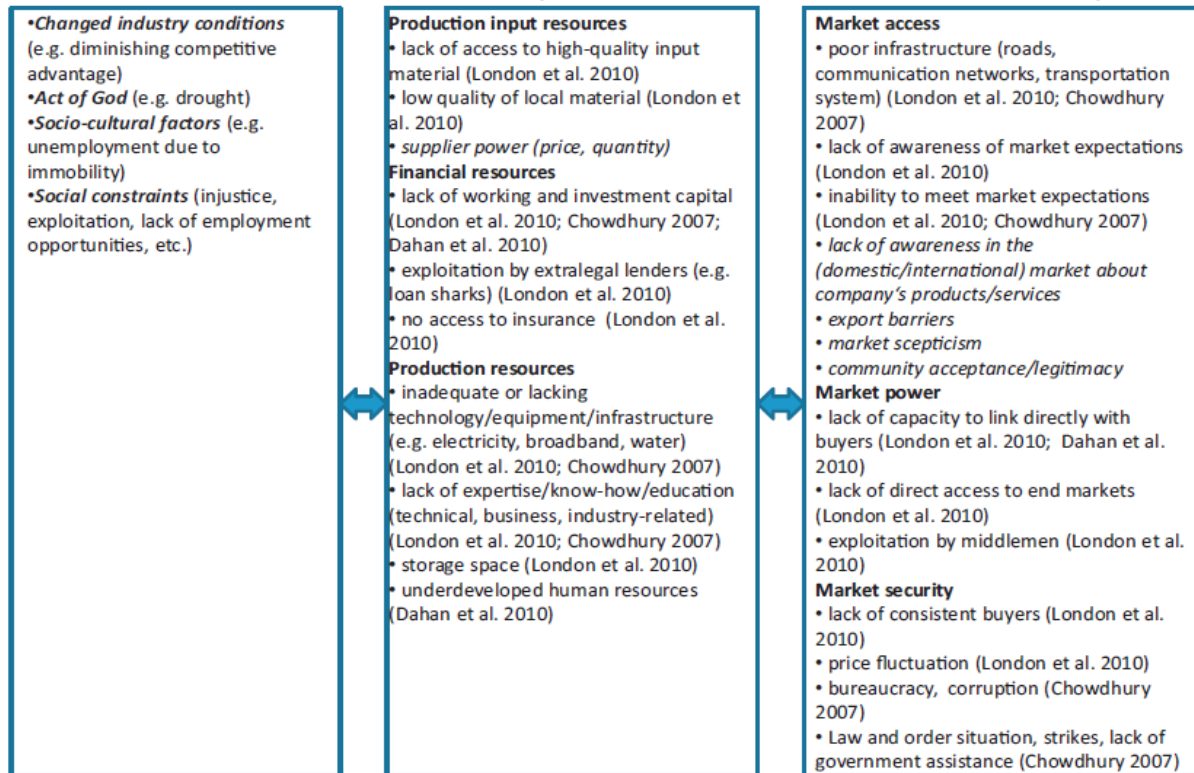 •Changed industry conditions
(e.g. diminishing competitive
advantage)
•Act of God (e.g. drought)
•Socio-cultural factors (e.g.
unemployment due to
immobility)
•Social constraints (injustice,
exploitation, lack of employment
opportunities, etc.)
Production input resources
• lack of access to high-quality input
material (London et al. 2010)
• low quality of local material (London et
al. 2010)
• supplier power (price, quantity)
Financial resources
• lack of working and investment capital
(London et al. 2010; Chowdhury 2007;
Dahan et al. 2010)
• exploitation by extralegal lenders (e.g.
loan sharks) (London et al. 2010)
• no access to insurance (London et al.
2010)
Production resources
• inadequate or lacking
technology/equipment/infrastructure
(e.g. electricity, broadband, water)
(London et al. 2010; Chowdhury 2007)
• lack of expertise/know-how/education
(technical, business, industry-related)
(London et al. 2010; Chowdhury 2007)
• storage space (London et al. 2010)
• underdeveloped human resources
(Dahan et al. 2010)
Market access
• poor infrastructure (roads,
communication networks, transportation
system) (London et al. 2010; Chowdhury
2007)
• lack of awareness of market expectations
(London et al. 2010)
• inability to meet market expectations
(London et al. 2010; Chowdhury 2007)
• lack of awareness in the
(domestic/international) market about
company‘s products/services
• export barriers
• market scepticism
• community acceptance/legitimacy
Market power
• lack of capacity to link directly with
buyers (London et al. 2010; Dahan et al.
2010)
• lack of direct access to end markets
(London et al. 2010)
• exploitation by middlemen (London et al.
2010)
Market security
• lack of consistent buyers (London et al.
2010)
• price fluctuation (London et al. 2010)
• bureaucracy, corruption (Chowdhury
2007)
• Law and order situation, strikes, lack of
government assistance (Chowdhury 2007)